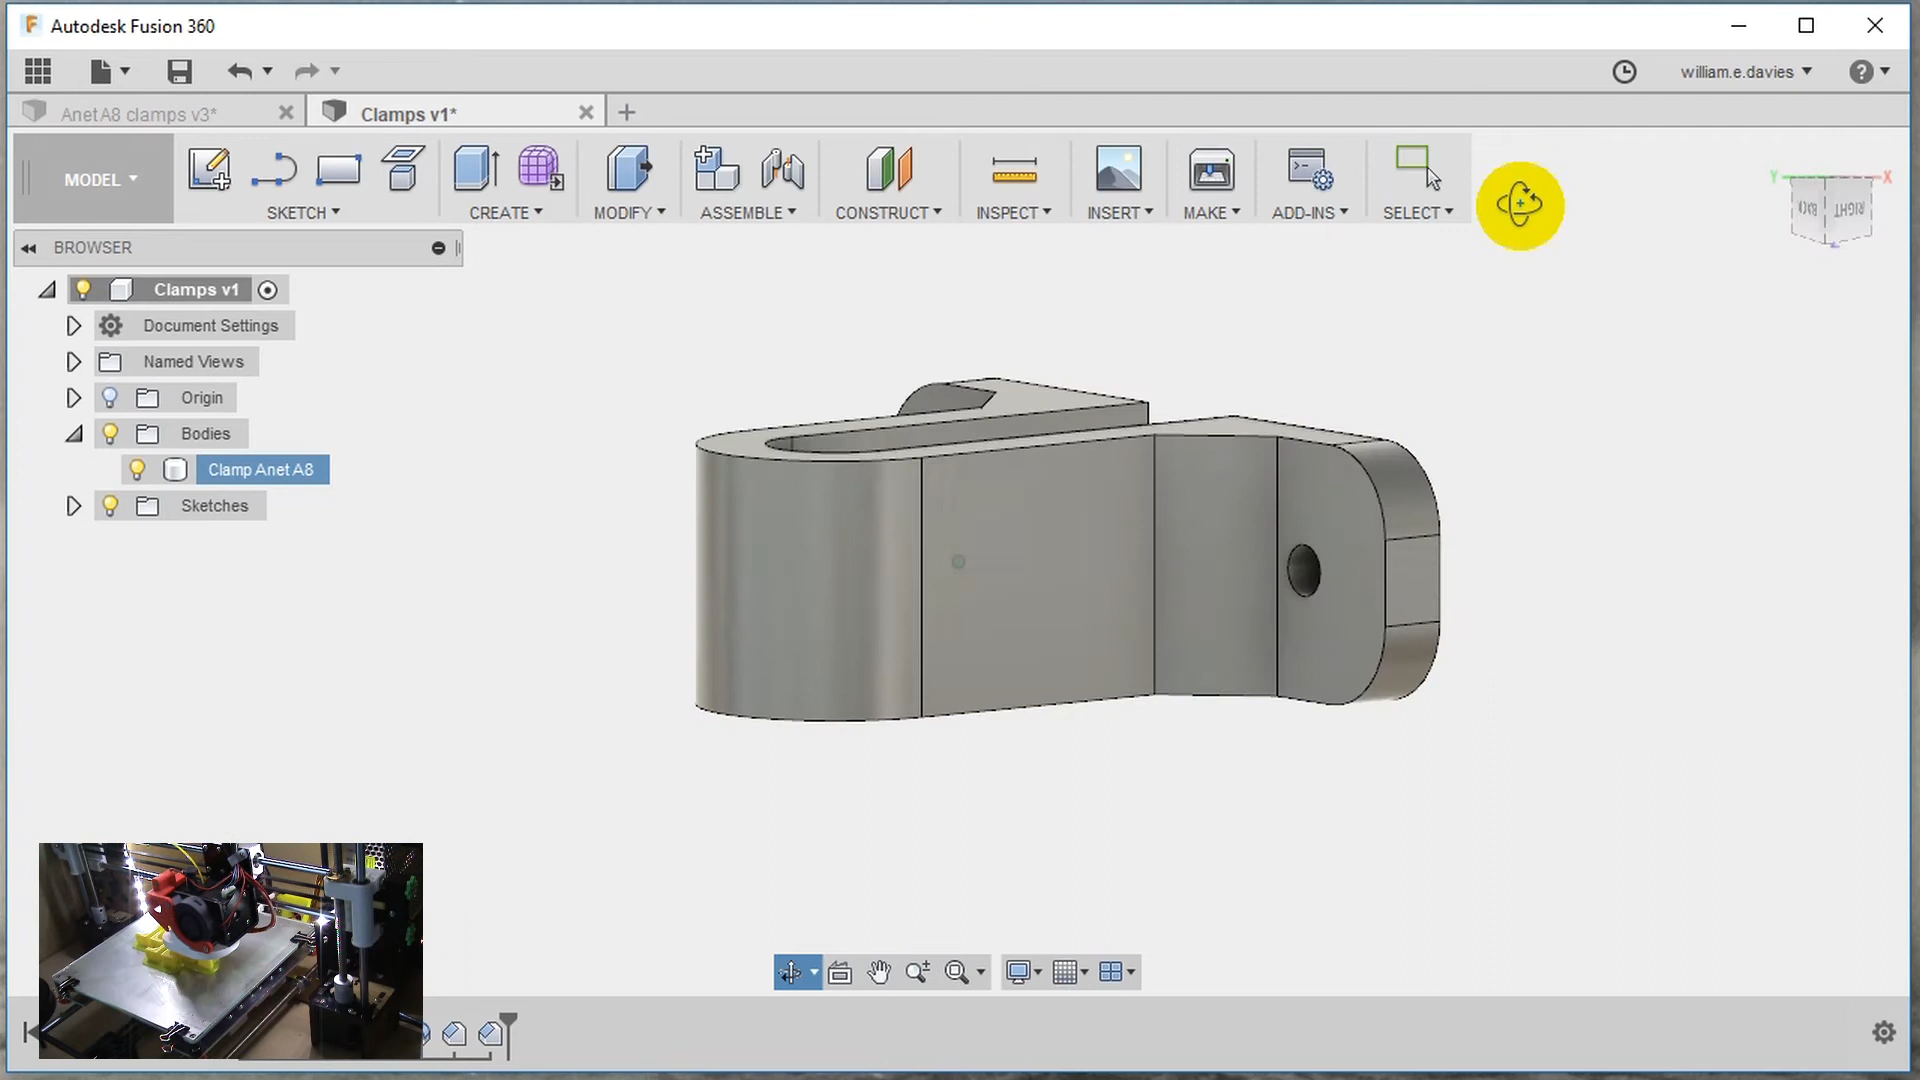 Autodesk Fusion 360
william.e.davies
Anet A8 clamps v3*
Clamps v1*
MODEL
SKETCH
CREATE
MODIFY
ASSEMBLE
CONSTRUCT
INSPECT
INSERT
MAKE
ADD-INS
SELECT
Y
X
BACK
RIGHT
BROWSER
Clamps v1
Document Settings
Named Views
Origin
Bodies
Clamp Anet A8
Sketches